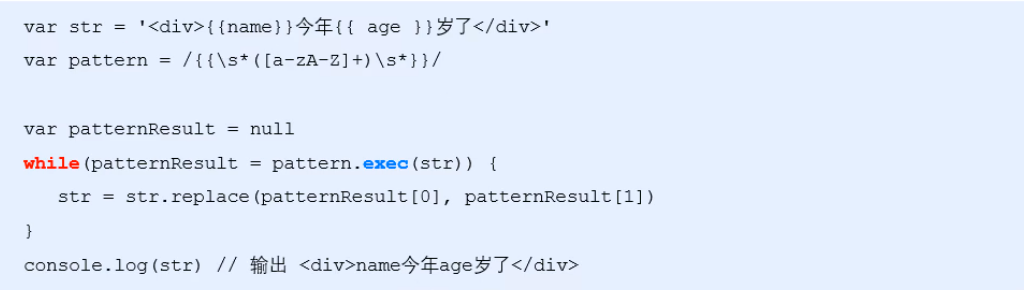 var str = '<div>{{name}}今年{{ age }}岁了</div>'
var pattern = /{{\s*([a-zA-Z]+)\s*}}/
var patternResult = null
while(patternResult = pattern.exec(str)) {
str = str.replace(patternResult[0], patternResult[1])
}
console.log(str) // 输出 <div>name今年age岁了</div>